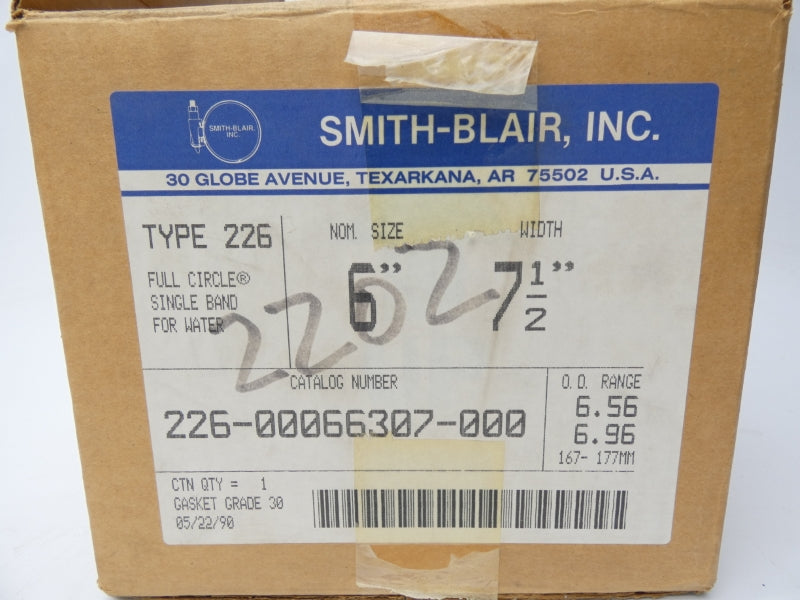 SMITH-BLAIR, INC.
SMITH-BLAIR, INC.
30 GLOBE AVENUE, TEXARKANA, AR 75502 U.S.A.
TYPE 226
FULL CIRCLE®
SINGLE BAND
FOR WATER
NOM. SIZE
6"
WIDTH
7 1/2"
2202
CATALOG NUMBER
226-00066307-000
O.D. RANGE
6.56
6.96
167- 177MM
CTN QTY = 1
GASKET GRADE 30
05/22/90